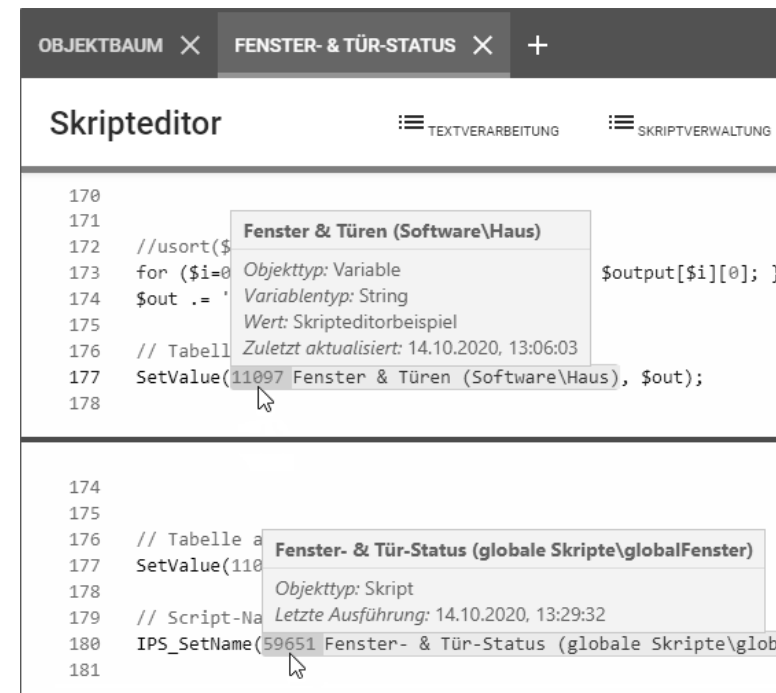 OBJEKTBAUM FENSTER- & TÜR-STATUS
Skripteditor TEXTVERARBEITUNG SKRIPTVERWALTUNG
170
171
172 //usort($
173 for ($i=0 $output[$i][0]; }
174 $out .= '
175
176 // Tabell
177 SetValue(11097 Fenster & Türen (Software\Haus), $out);
178
Fenster & Türen (Software\Haus)
Objekttyp: Variable
Variablentyp: String
Wert: Skripteditorbeispiel
Zuletzt aktualisiert: 14.10.2020, 13:06:03
174
175
176 // Tabelle a
177 SetValue(110
178
179 // Script-Na
180 IPS_SetName(59651 Fenster- & Tür-Status (globale Skripte\glob
181
Fenster- & Tür-Status (globale Skripte\globalFenster)
Objekttyp: Skript
Letzte Ausführung: 14.10.2020, 13:29:32